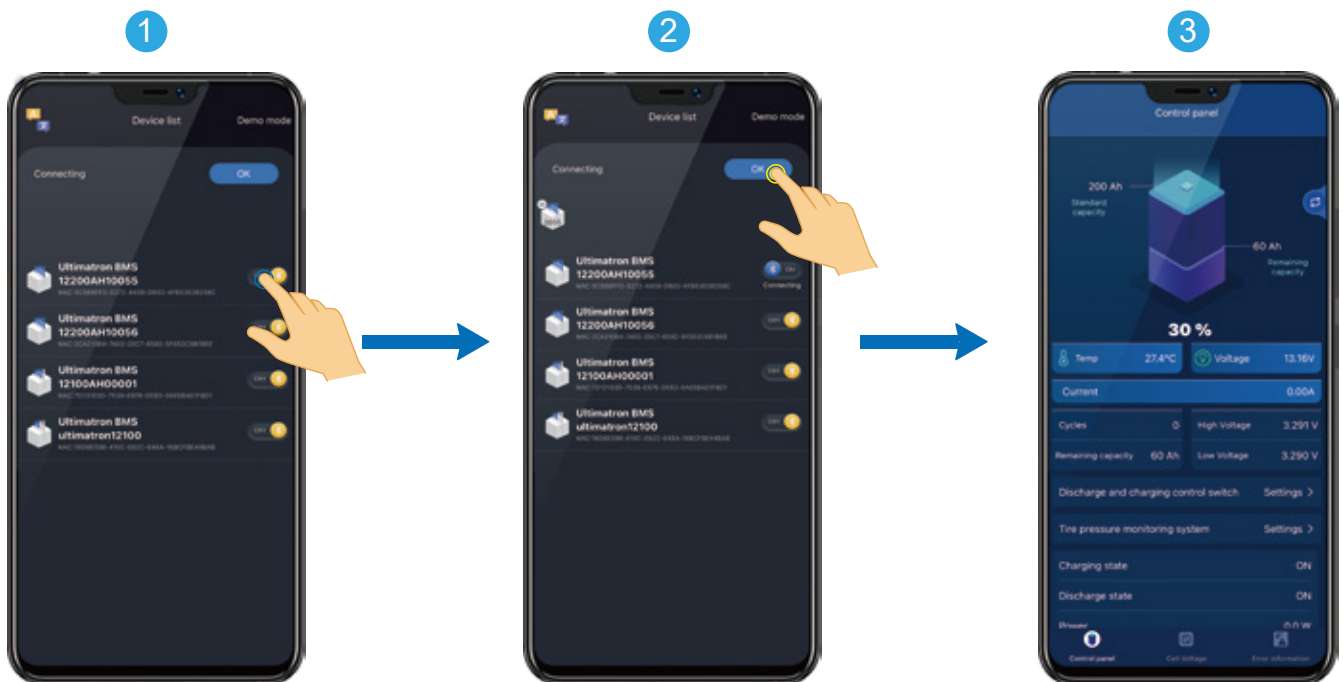 1
2
3
Device list
Demo mode
Connecting
OK
Ultimatron BMS
12200AH10055
Ultimatron BMS
12200AH10056
Ultimatron BMS
12100AH00001
Ultimatron BMS
ultimatron12100
Device list
Demo mode
Connecting
OK
Ultimatron BMS
12200AH10055
On
Connecting
Ultimatron BMS
12200AH10056
Ultimatron BMS
12100AH00001
Ultimatron BMS
ultimatron12100
Control panel
200 Ah
Standard
capacity
60 Ah
Remaining
capacity
30 %
Temp 27.4°C Voltage 13.16V
Current 0.00A
Cycles 0 High Voltage 3.291 V
Remaining capacity 60 Ah Low Voltage 3.290 V
Discharge and charging control switch Settings >
Tire pressure monitoring system Settings >
Charging state ON
Discharge state ON
Power 0.0 W
Control panel Cell Voltage Error information